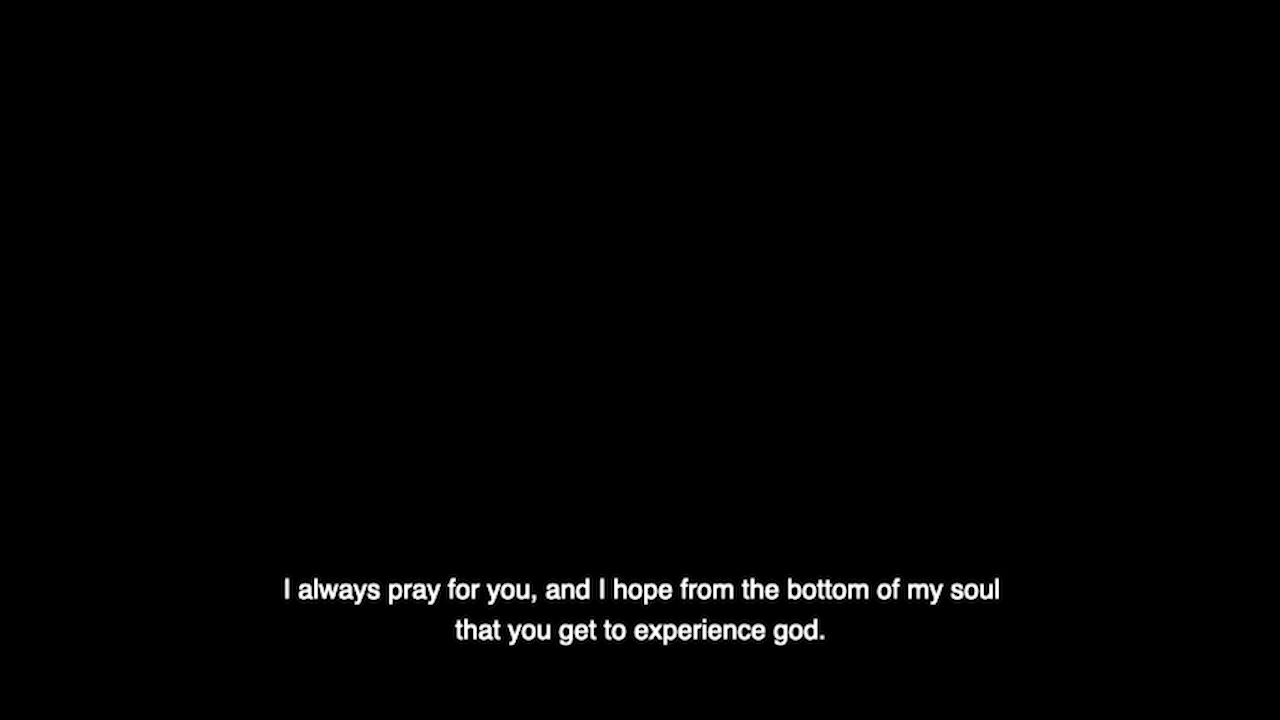 I always pray for you, and I hope from the bottom of my soul
that you get to experience god.